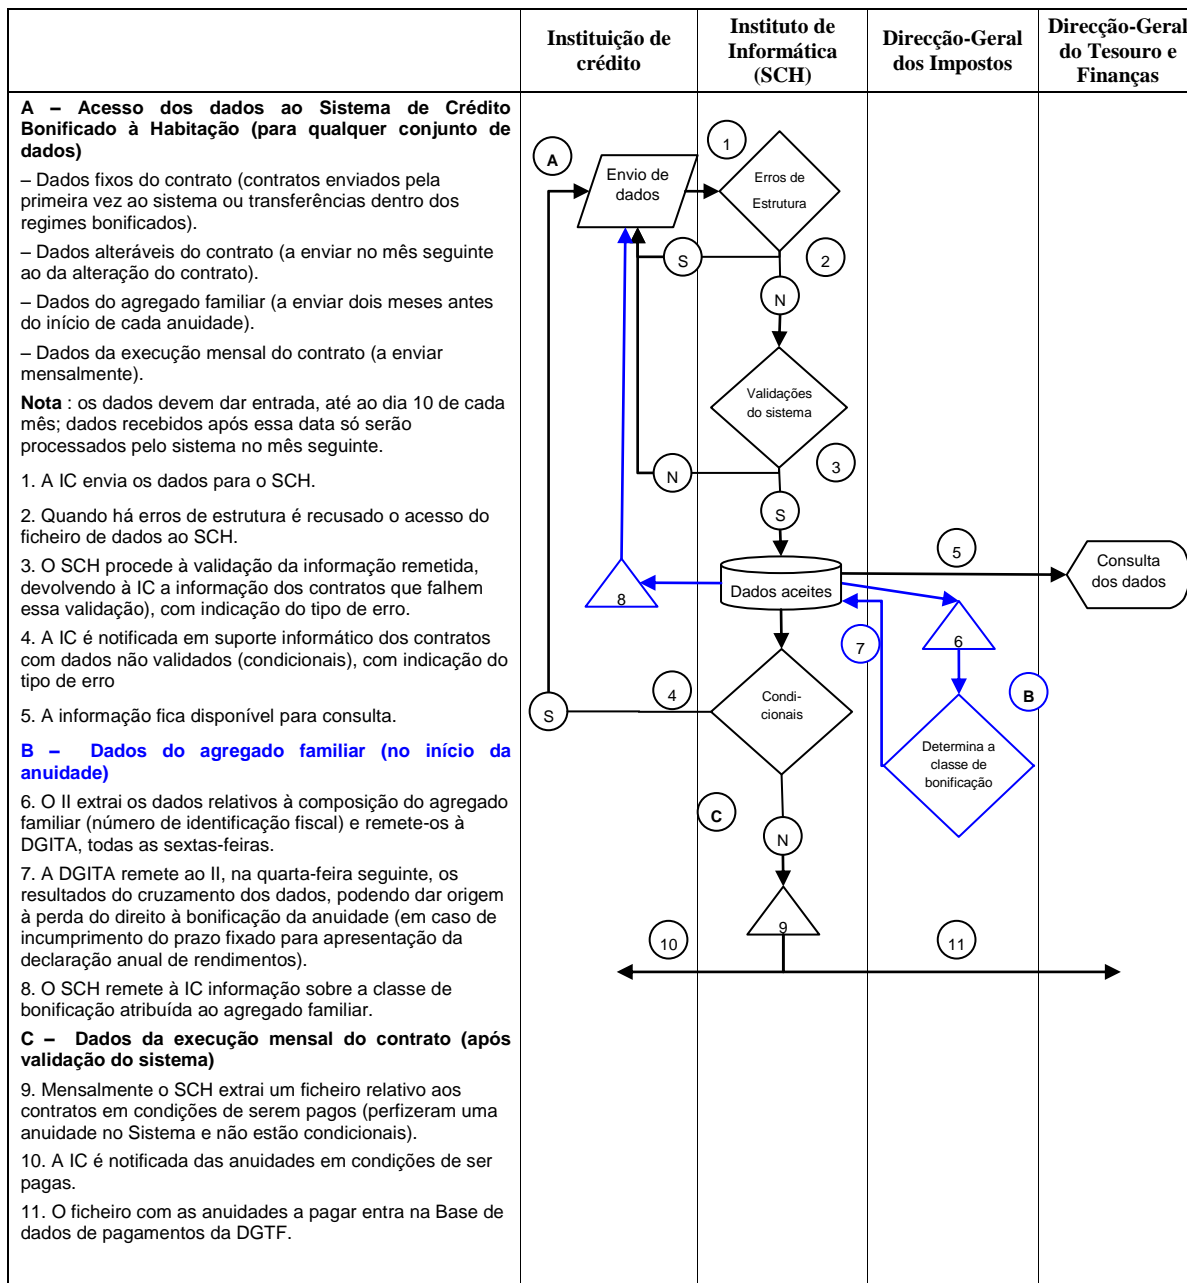 Instituição de
crédito
Instituto de
Informática
(SCH)
Direcção-Geral
dos Impostos
Direcção-Geral
do Tesouro e
Finanças
A – Acesso dos dados ao Sistema de Crédito
Bonificado à Habitação (para qualquer conjunto de
dados)
– Dados fixos do contrato (contratos enviados pela
primeira vez ao sistema ou transferências dentro dos
regimes bonificados).
– Dados alteráveis do contrato (a enviar no mês seguinte
ao da alteração do contrato).
– Dados do agregado familiar (a enviar dois meses antes
do início de cada anuidade).
– Dados da execução mensal do contrato (a enviar
mensalmente).
Nota : os dados devem dar entrada, até ao dia 10 de cada
mês; dados recebidos após essa data só serão
processados pelo sistema no mês seguinte.
1. A IC envia os dados para o SCH.
2. Quando há erros de estrutura é recusado o acesso do
ficheiro de dados ao SCH.
3. O SCH procede à validação da informação remetida,
devolvendo à IC a informação dos contratos que falhem
essa validação), com indicação do tipo de erro.
4. A IC é notificada em suporte informático dos contratos
com dados não validados (condicionais), com indicação do
tipo de erro
5. A informação fica disponível para consulta.
B – Dados do agregado familiar (no início da
anuidade)
6. O II extrai os dados relativos à composição do agregado
familiar (número de identificação fiscal) e remete-os à
DGITA, todas as sextas-feiras.
7. A DGITA remete ao II, na quarta-feira seguinte, os
resultados do cruzamento dos dados, podendo dar origem
à perda do direito à bonificação da anuidade (em caso de
incumprimento do prazo fixado para apresentação da
declaração anual de rendimentos).
8. O SCH remete à IC informação sobre a classe de
bonificação atribuída ao agregado familiar.
C – Dados da execução mensal do contrato (após
validação do sistema)
9. Mensalmente o SCH extrai um ficheiro relativo aos
contratos em condições de serem pagos (perfizeram uma
anuidade no Sistema e não estão condicionais).
10. A IC é notificada das anuidades em condições de ser
pagas.
11. O ficheiro com as anuidades a pagar entra na Base de
dados de pagamentos da DGTF.
A
1
Envio de
dados
Erros de
Estrutura
S
2
N
Validações
do sistema
N
3
S
5
Consulta
dos dados
8
Dados aceites
6
7
4
S
Condi-
cionais
B
Determina a
classe de
bonificação
C
N
9
10
11